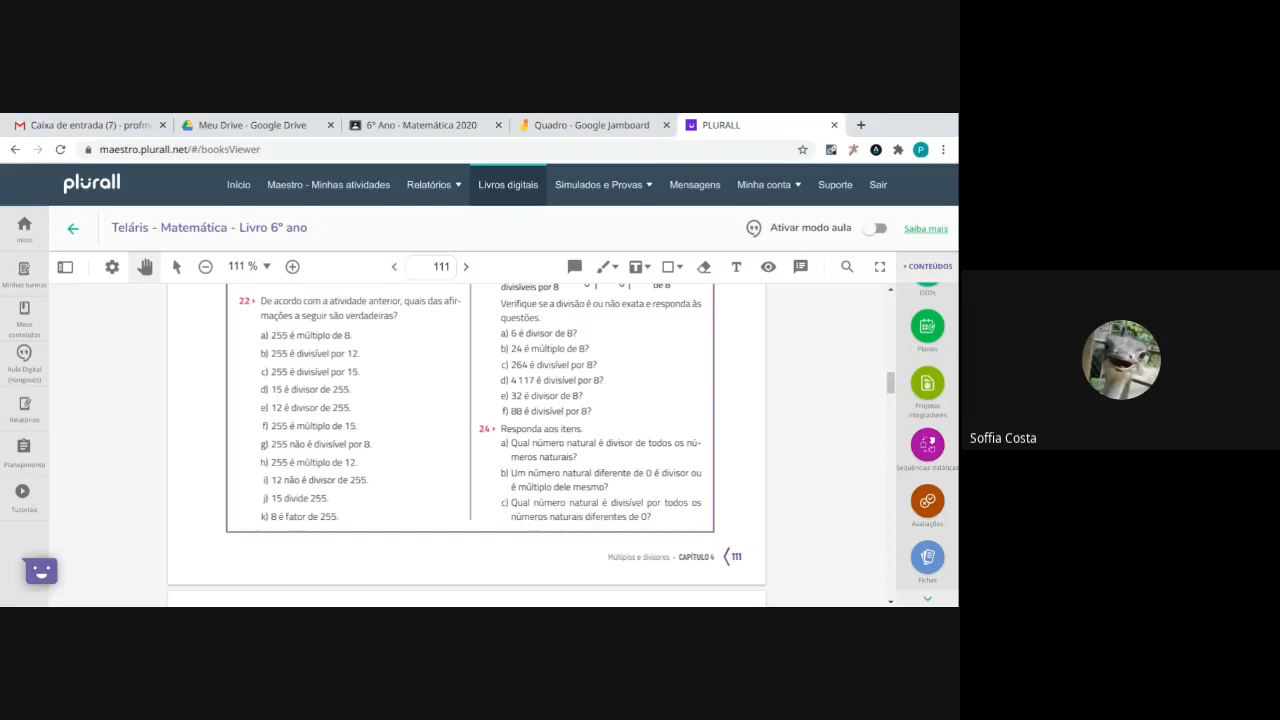 Caixa de entrada (7) - profm
Meu Drive - Google Drive
6º Ano - Matemática 2020
Quadro - Google Jamboard
PLURALL
maestro.plurall.net/#/booksViewer
P
plurall
Início
Maestro - Minhas atividades
Relatórios
Livros digitais
Simulados e Provas
Mensagens
Minha conta
Suporte
Sair
Teláris - Matemática - Livro 6º ano
Ativar modo aula
Saiba mais
111 %
111
+ CONTEÚDOS
Início
Minhas turmas
Meus
conteúdos
Aula Digital
(Hangouts)
Relatórios
Planejamento
Tutoriais
22 De acordo com a atividade anterior, quais das afir-
mações a seguir são verdadeiras?
a) 255 é múltiplo de 8.
b) 255 é divisível por 12.
c) 255 é divisível por 15.
d) 15 é divisor de 255.
e) 12 é divisor de 255.
f) 255 é múltiplo de 15.
g) 255 não é divisível por 8.
h) 255 é múltiplo de 12.
i) 12 não é divisor de 255.
j) 15 divide 255.
k) 8 é fator de 255.
divisíveis por 8
de 8
Verifique se a divisão é ou não exata e responda às
questões.
a) 6 é divisor de 8?
b) 24 é múltiplo de 8?
c) 264 é divisível por 8?
d) 4 117 é divisível por 8?
e) 32 é divisor de 8?
f) 88 é divisível por 8?
24 Responda aos itens.
a) Qual número natural é divisor de todos os nú-
meros naturais?
b) Um número natural diferente de 0 é divisor ou
é múltiplo dele mesmo?
c) Qual número natural é divisível por todos os
números naturais diferentes de 0?
Múltiplos e divisores - CAPÍTULO 4 111
OEDs
Planos
Projetos
integradores
Sequências didáticas
Avaliações
Fichas
Soffia Costa